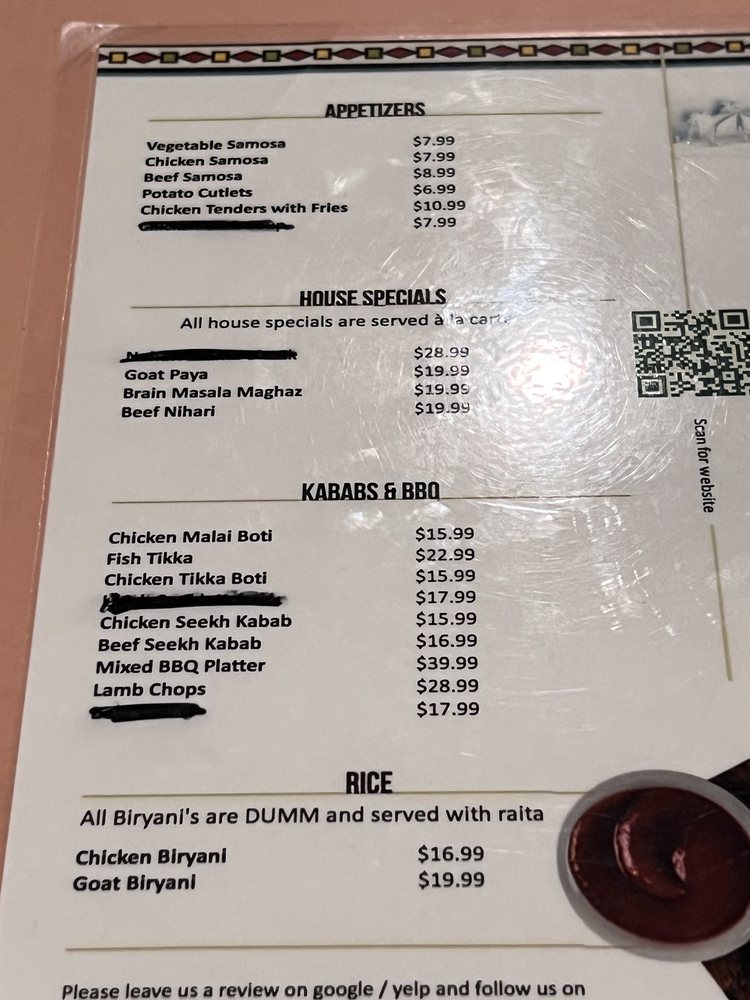 APPETIZERS
Vegetable Samosa $7.99
Chicken Samosa $7.99
Beef Samosa $8.99
Potato Cutlets $6.99
Chicken Tenders with Fries $10.99
$7.99
HOUSE SPECIALS
All house specials are served à la carte
$28.99
Goat Paya $19.99
Brain Masala Maghaz $19.99
Beef Nihari $19.99
Scan for website
KABABS & BBQ
Chicken Malai Boti $15.99
Fish Tikka $22.99
Chicken Tikka Boti $15.99
$17.99
Chicken Seekh Kabab $15.99
Beef Seekh Kabab $16.99
Mixed BBQ Platter $39.99
Lamb Chops $28.99
$17.99
RICE
All Biryani's are DUMM and served with raita
Chicken Biryani $16.99
Goat Biryani $19.99
Please leave us a review on google / yelp and follow us on